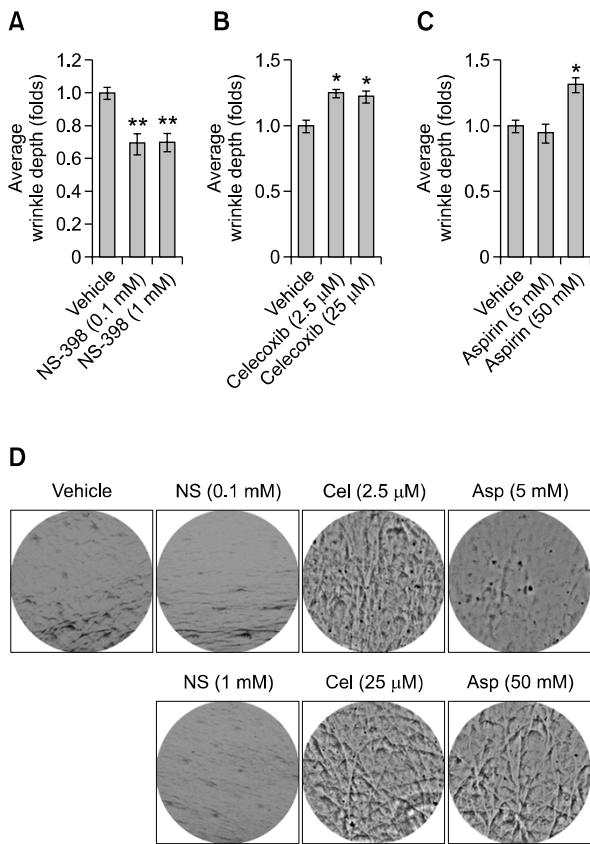 A
Average
wrinkle depth (folds)
1.2
1.0
0.8
0.6
0.4
0.2
0
**
**
Vehicle
NS-398 (0.1 mM)
NS-398 (1 mM)
B
Average
wrinkle depth (folds)
1.5
1.0
0.5
0
*
*
Vehicle
Celecoxib (2.5 μM)
Celecoxib (25 μM)
C
Average
wrinkle depth (folds)
1.5
1.0
0.5
0
*
Vehicle
Aspirin (5 mM)
Aspirin (50 mM)
D
Vehicle
NS (0.1 mM)
Cel (2.5 μM)
Asp (5 mM)
NS (1 mM)
Cel (25 μM)
Asp (50 mM)